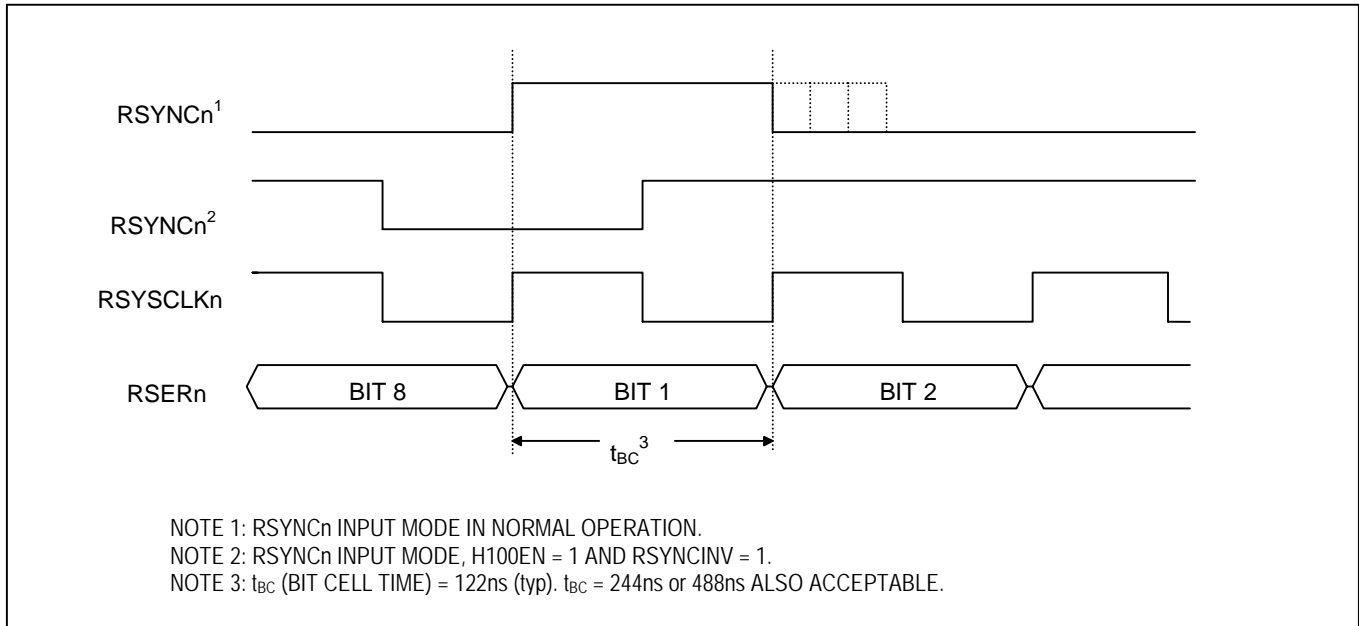 RSYNCn¹
RSYNCn²
RSYSCLKn
RSERn
BIT 8
BIT 1
BIT 2
tBC³
NOTE 1: RSYNCn INPUT MODE IN NORMAL OPERATION.
NOTE 2: RSYNCn INPUT MODE, H100EN = 1 AND RSYNCINV = 1.
NOTE 3: tBC (BIT CELL TIME) = 122ns (typ). tBC = 244ns or 488ns ALSO ACCEPTABLE.